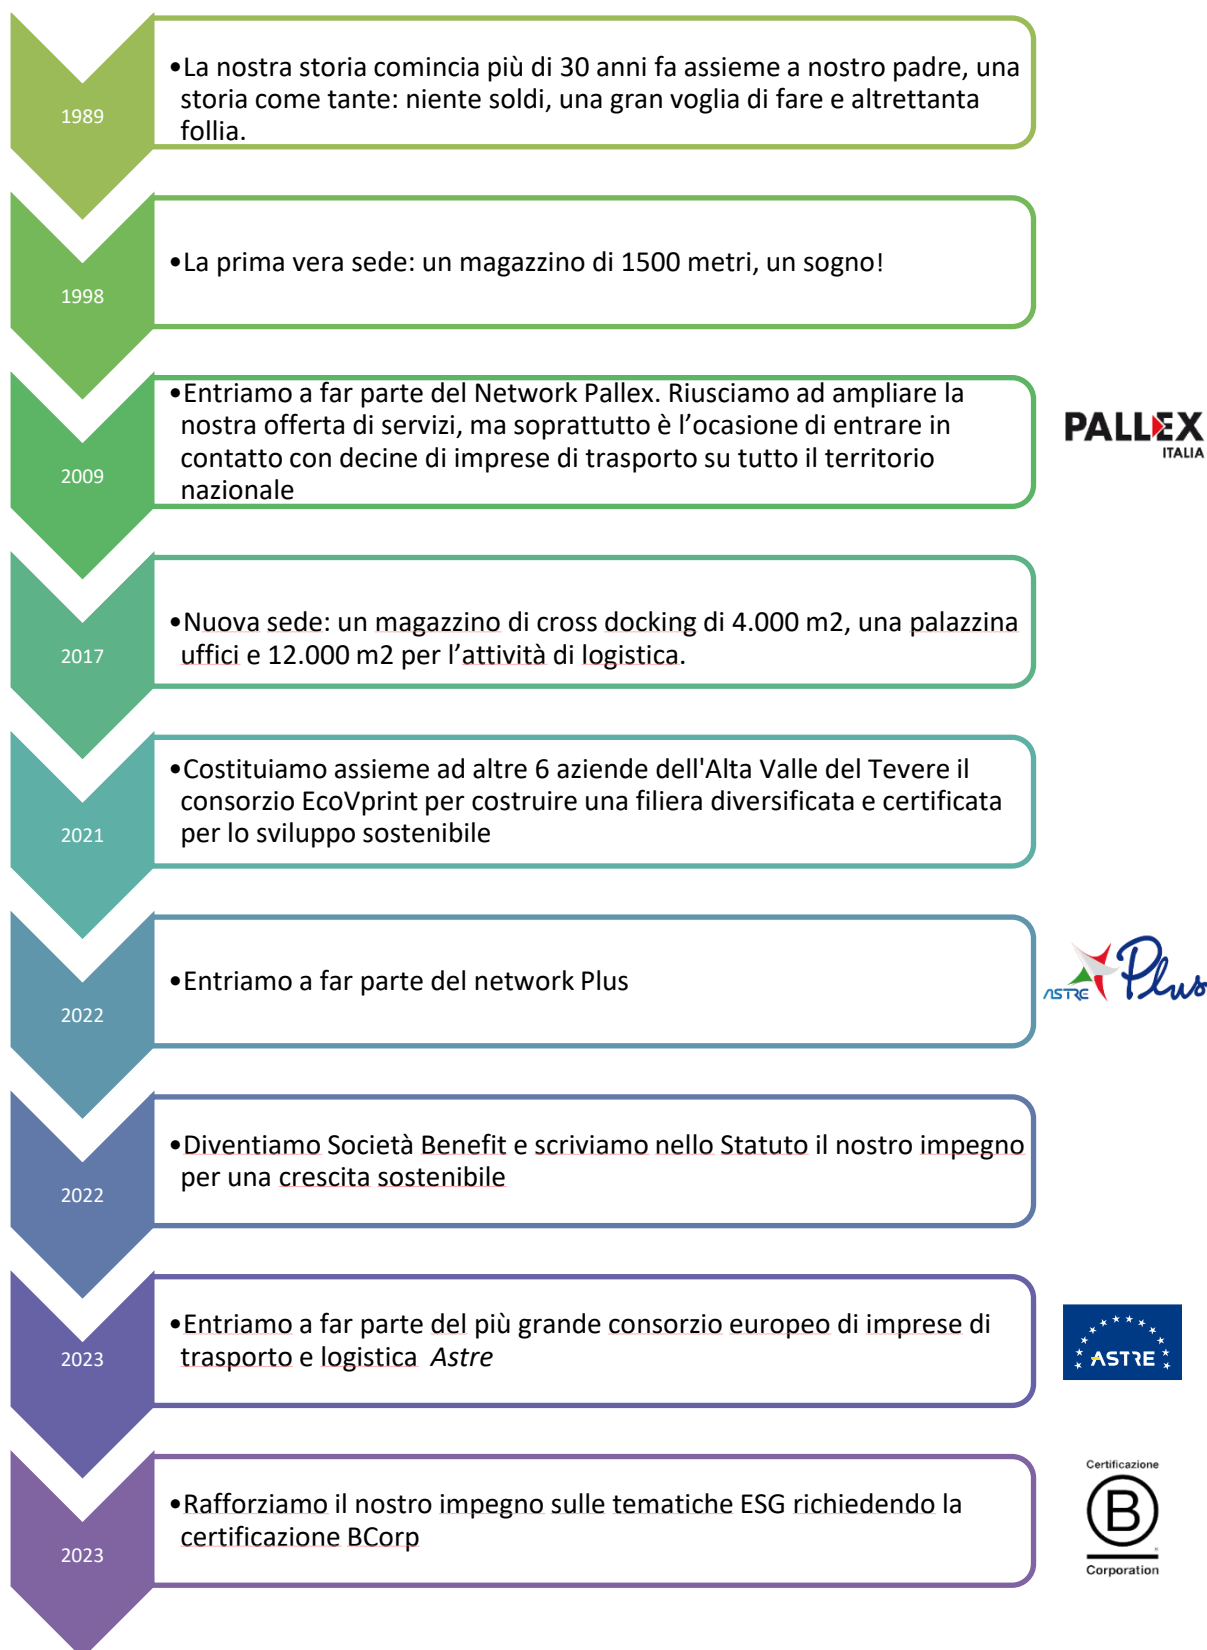 1989
•La nostra storia comincia più di 30 anni fa assieme a nostro padre, una
storia come tante: niente soldi, una gran voglia di fare e altrettanta
follia.
1998
•La prima vera sede: un magazzino di 1500 metri, un sogno!
2009
•Entriamo a far parte del Network Pallex. Riusciamo ad ampliare la
nostra offerta di servizi, ma soprattutto è l’ocasione di entrare in
contatto con decine di imprese di trasporto su tutto il territorio
nazionale
PALLEX
ITALIA
2017
•Nuova sede: un magazzino di cross docking di 4.000 m2, una palazzina
uffici e 12.000 m2 per l’attività di logistica.
2021
•Costituiamo assieme ad altre 6 aziende dell'Alta Valle del Tevere il
consorzio EcoVprint per costruire una filiera diversificata e certificata
per lo sviluppo sostenibile
2022
•Entriamo a far parte del network Plus
ASTRE Plus
2022
•Diventiamo Società Benefit e scriviamo nello Statuto il nostro impegno
per una crescita sostenibile
2023
•Entriamo a far parte del più grande consorzio europeo di imprese di
trasporto e logistica Astre
ASTRE
2023
•Rafforziamo il nostro impegno sulle tematiche ESG richiedendo la
certificazione BCorp
Certificazione
B
Corporation